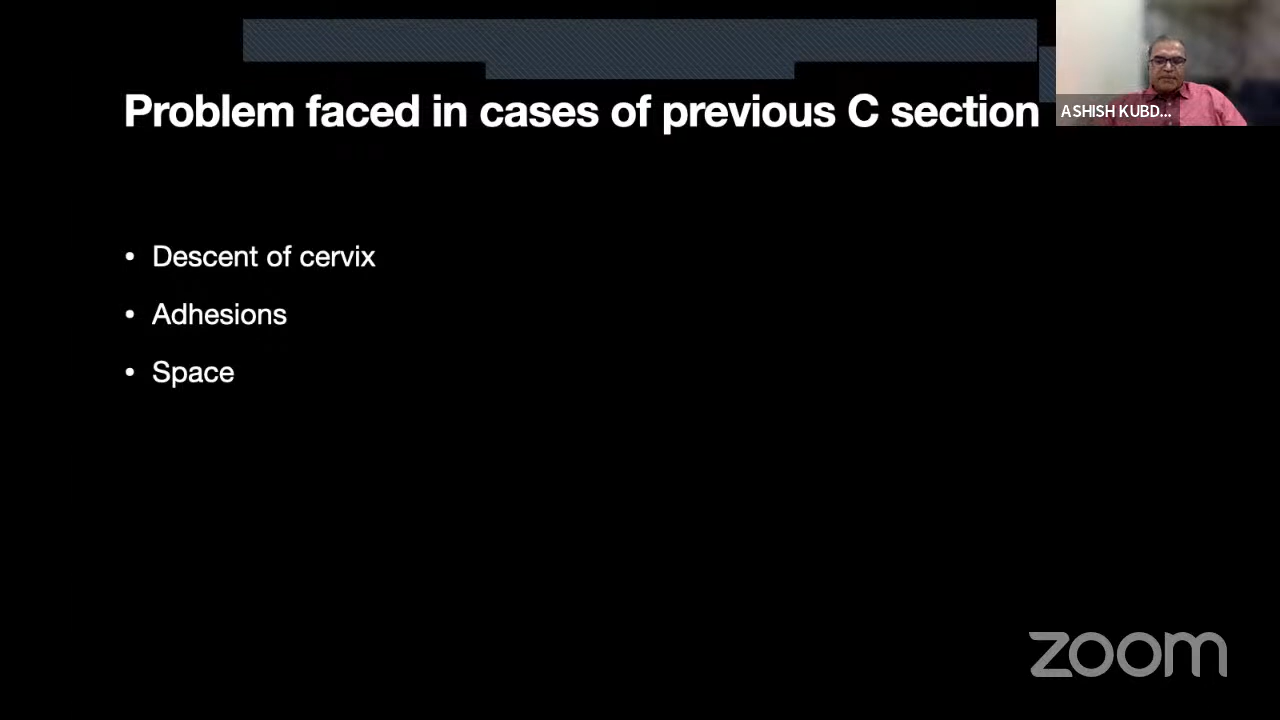 Problem faced in cases of previous C section
ASHISH KUBD...
• Descent of cervix
• Adhesions
• Space
zoom